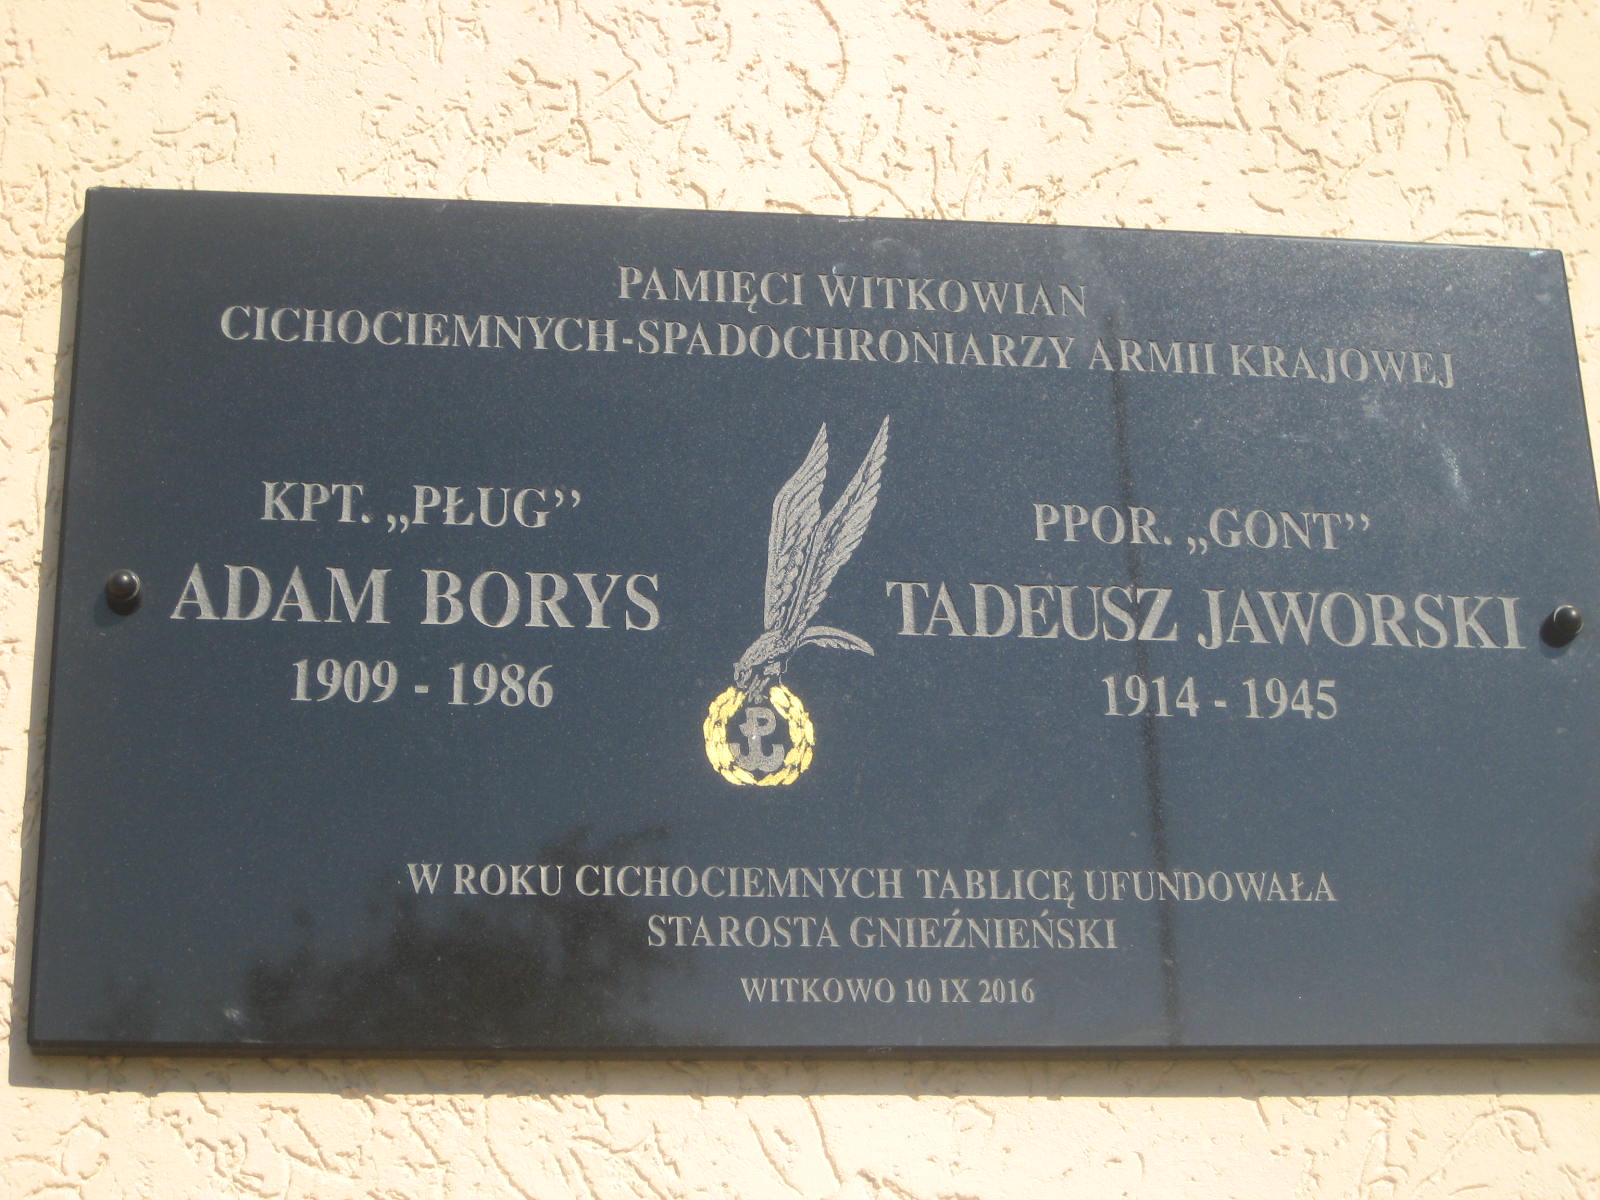 PAMIĘCI WITKOWIAN
CICHOCIEMNYCH-SPADOCHRONIARZY ARMII KRAJOWEJ
KPT. „PŁUG”
ADAM BORYS
1909 - 1986
PPOR. „GONT”
TADEUSZ JAWORSKI
1914 - 1945
W ROKU CICHOCIEMNYCH TABLICĘ UFUNDOWAŁA
STAROSTA GNIEŹNIEŃSKI
WITKOWO 10 IX 2016